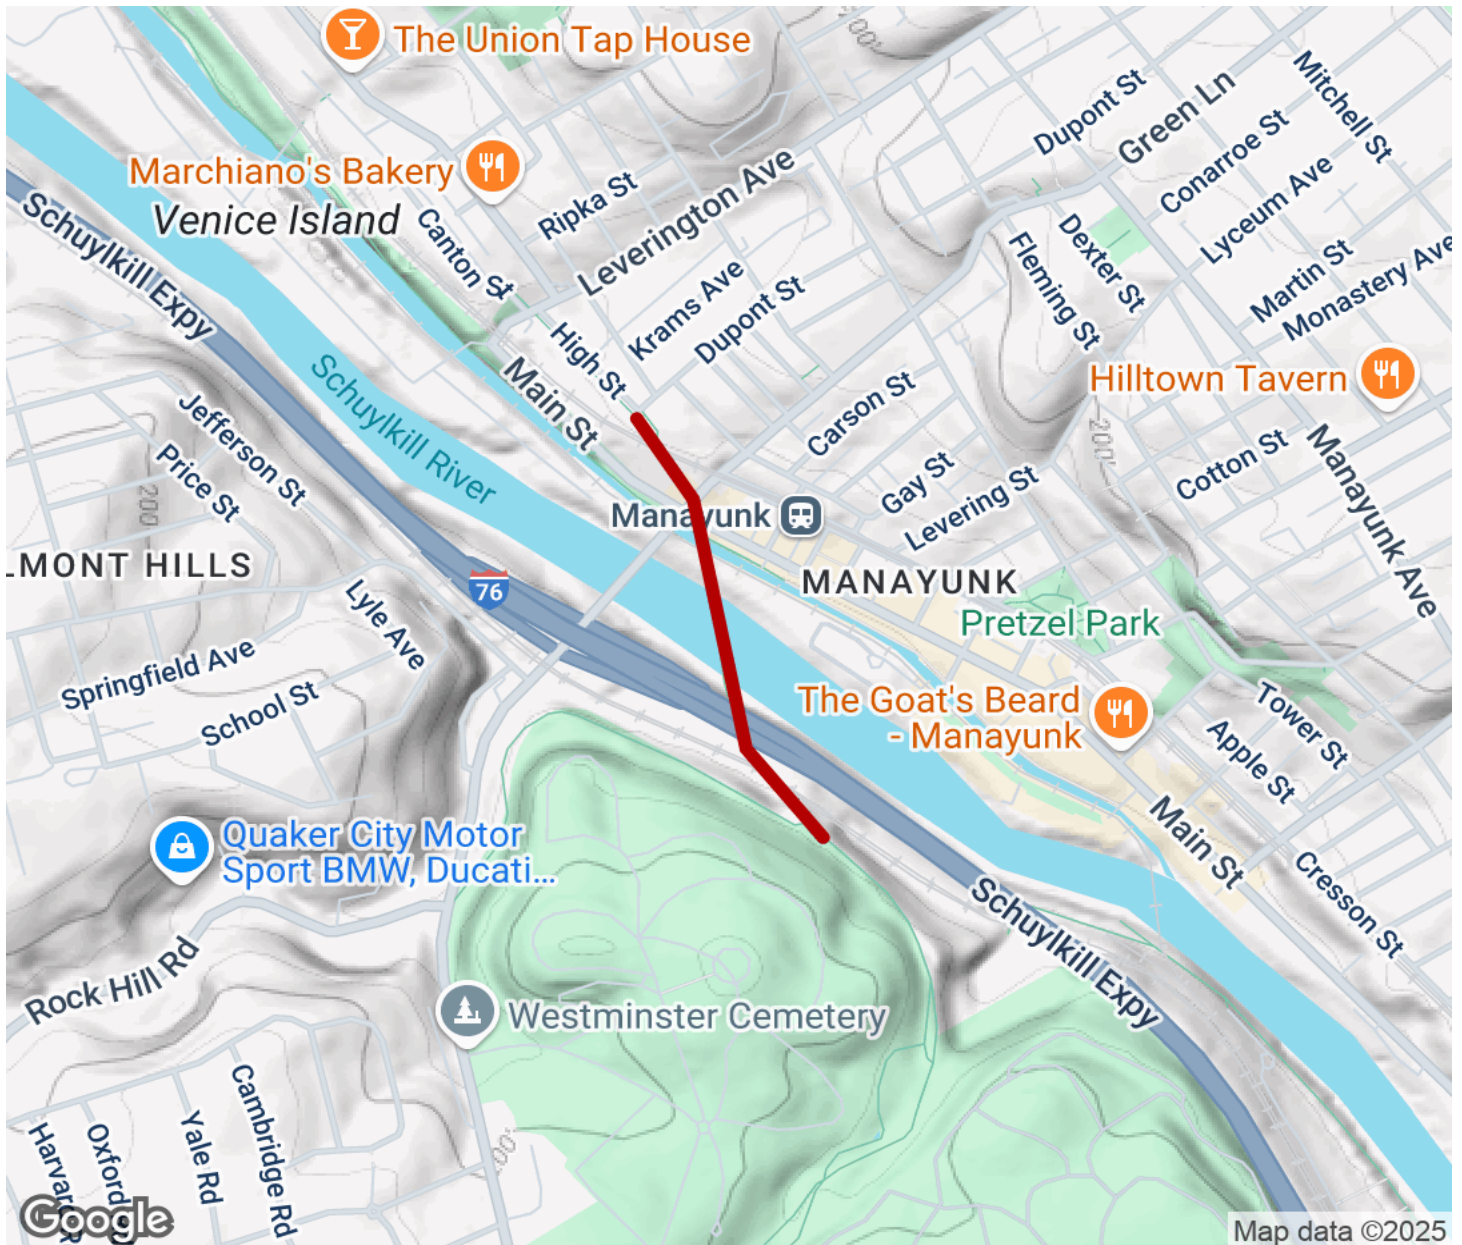 200'
The Union Tap House
Mitchell St
Dupont St
Green Ln
Conarroe St
Marchiano's Bakery
Leverington Ave
Ripka St
Lyceum Ave
Venice Island
Canton St
Schuylkill Expy
Dexter St
Fleming St
Martin St
Monastery Ave
Krams Ave
Dupont St
High St
Main St
Schuylkill River
Hilltown Tavern
Jefferson St
Carson St
200'
Price St
200
Gay St
Levering St
Cotton St
Manayunk Ave
Manayunk
LMONT HILLS
76
MANAYUNK
Lyle Ave
Pretzel Park
Springfield Ave
School St
The Goat's Beard
- Manayunk
Tower St
Apple St
Quaker City Motor
Sport BMW, Ducati...
Main St
Cresson St
Schuylkill Expy
Rock Hill Rd
Westminster Cemetery
Cambridge Rd
Yale Rd
Google
Map data ©2025